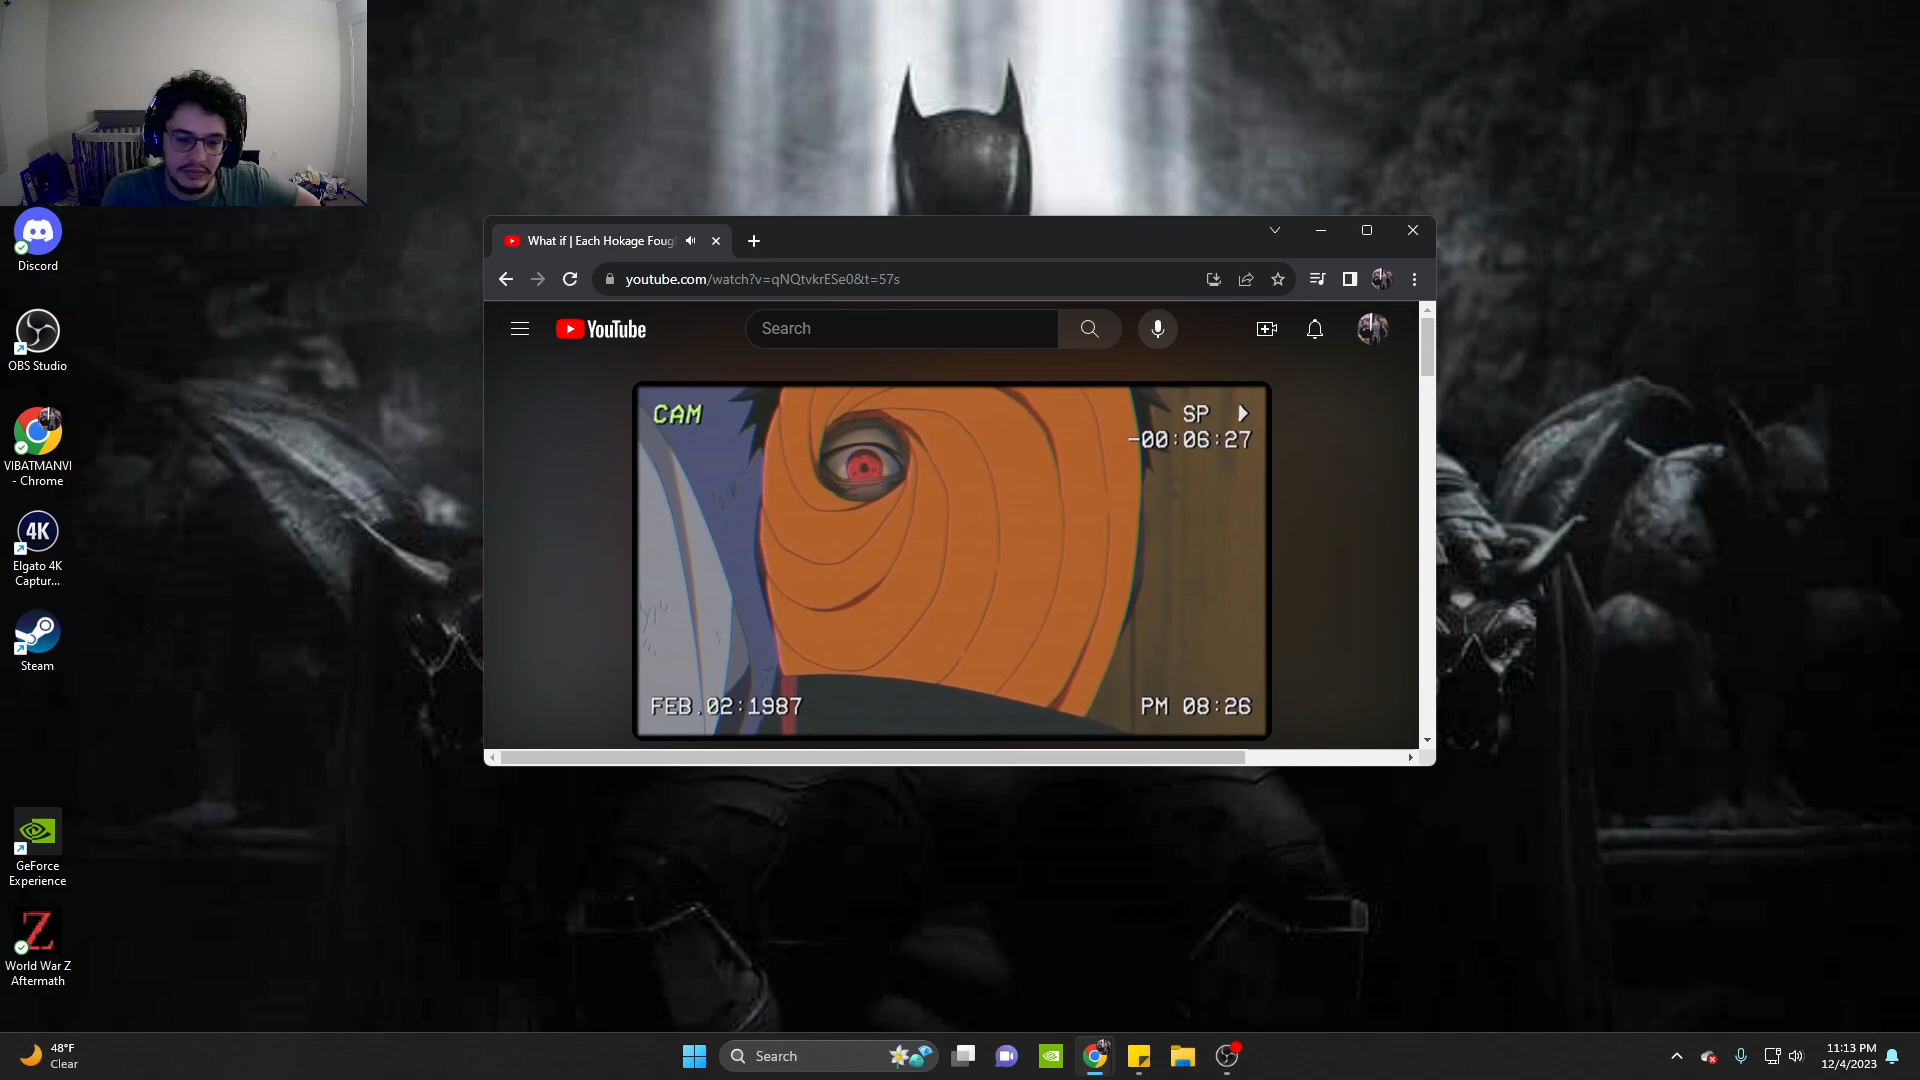 Discord
OBS Studio
VIBATMANVI
- Chrome
4K
Elgato 4K
Captur...
Steam
GeForce
Experience
World War Z
Aftermath
What if | Each Hokage Foug
youtube.com/watch?v=qNQtvkrESe0&t=57s
YouTube
Search
CAM
SP
-00:06:27
FEB.02:1987
PM 08:26
48°F
Clear
Search
11:13 PM
12/4/2023